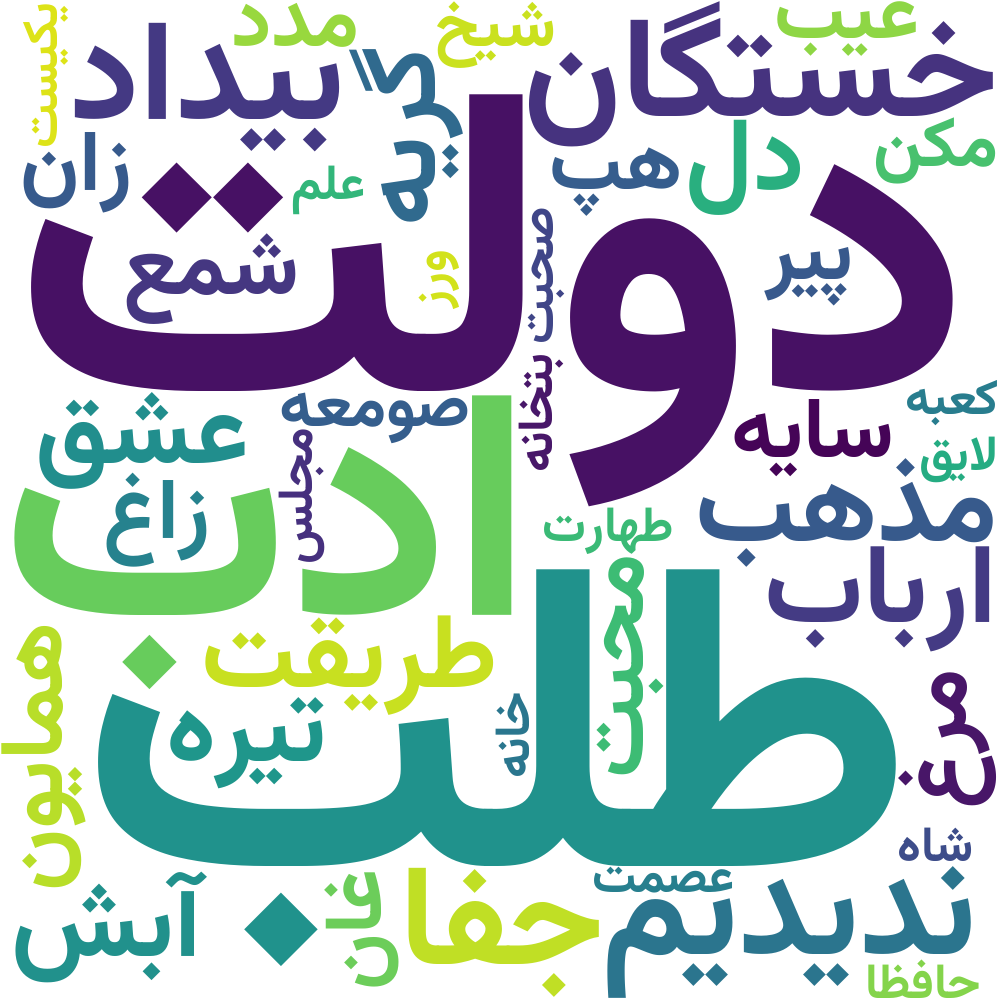 یکیست
مدد
شیخ
عیب
بیداد
گریه
خستگان
زان
علم
هپ
دل
مکن
دولت
شمع
ورز
صحبت
پیر
عشق
صومعه
بتخانه
سایه
کعبه
لایق
ادب
زاغ
مجلس
مذهب
طهارت
ارباب
همایون
طریقت
محبت
مرغ
تیره
خانه
طلب
شاه
آبش
غان
جفا
عصمت
ندیدیم
حافظا